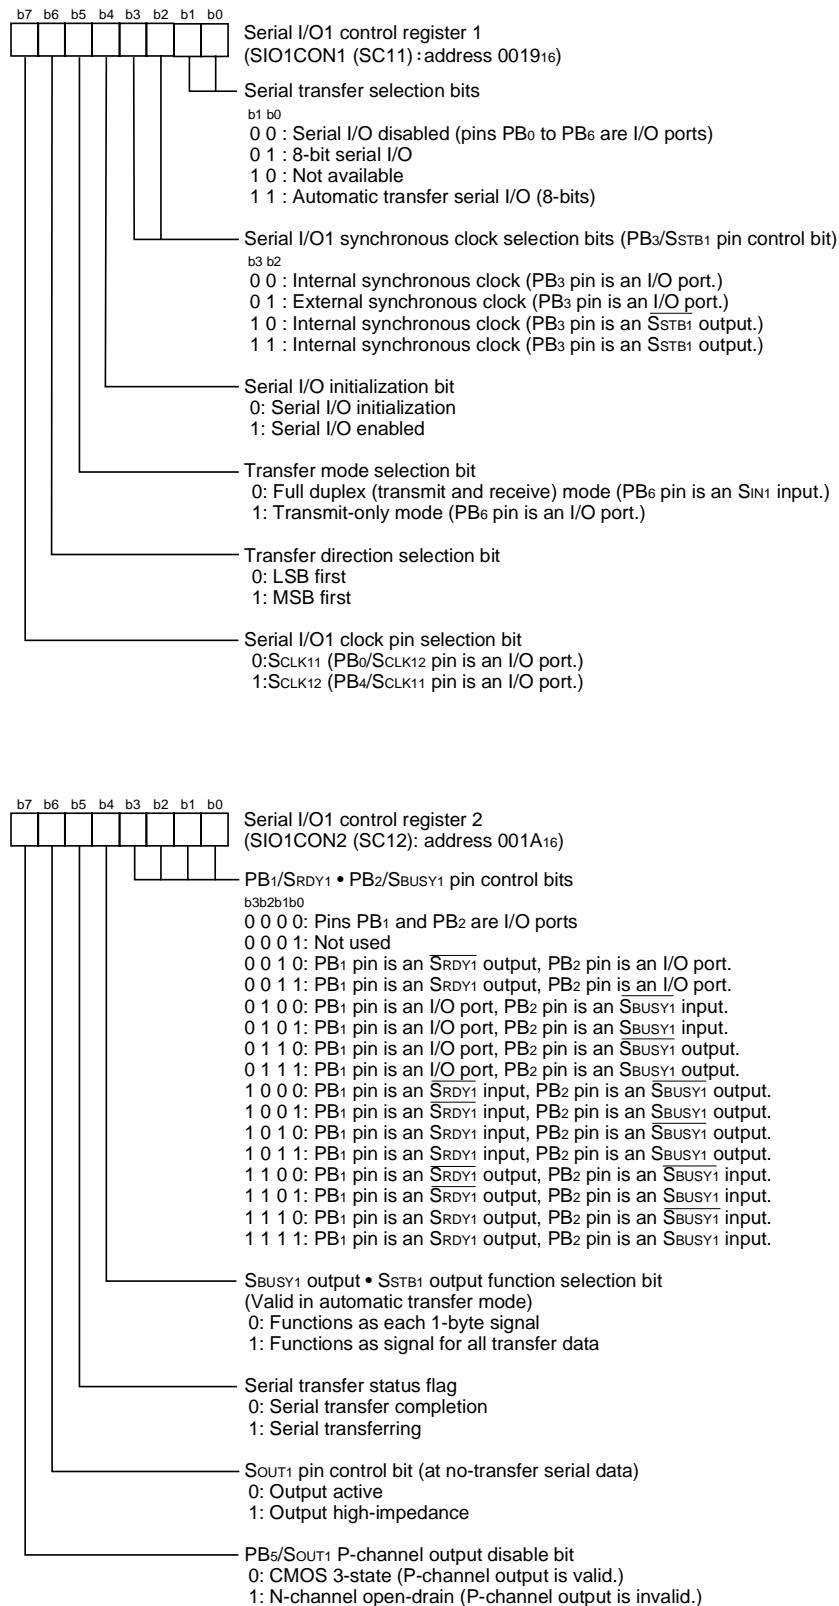 b7 b6 b5 b4 b3 b2 b1 b0
Serial I/O1 control register 1
(SIO1CON1 (SC11) : address 001916)
Serial transfer selection bits
b1 b0
0 0 : Serial I/O disabled (pins PB0 to PB6 are I/O ports)
0 1 : 8-bit serial I/O
1 0 : Not available
1 1 : Automatic transfer serial I/O (8-bits)
Serial I/O1 synchronous clock selection bits (PB3/SSTB1 pin control bit)
b3 b2
0 0 : Internal synchronous clock (PB3 pin is an I/O port.)
0 1 : External synchronous clock (PB3 pin is an I/O port.)
1 0 : Internal synchronous clock (PB3 pin is an S̅S̅T̅B̅1̅ output.)
1 1 : Internal synchronous clock (PB3 pin is an SSTB1 output.)
Serial I/O initialization bit
0: Serial I/O initialization
1: Serial I/O enabled
Transfer mode selection bit
0: Full duplex (transmit and receive) mode (PB6 pin is an SIN1 input.)
1: Transmit-only mode (PB6 pin is an I/O port.)
Transfer direction selection bit
0: LSB first
1: MSB first
Serial I/O1 clock pin selection bit
0:SCLK11 (PB0/SCLK12 pin is an I/O port.)
1:SCLK12 (PB4/SCLK11 pin is an I/O port.)
b7 b6 b5 b4 b3 b2 b1 b0
Serial I/O1 control register 2
(SIO1CON2 (SC12): address 001A16)
PB1/SRDY1 • PB2/SBUSY1 pin control bits
b3b2b1b0
0 0 0 0: Pins PB1 and PB2 are I/O ports
0 0 0 1: Not used
0 0 1 0: PB1 pin is an S̅R̅D̅Y̅1̅ output, PB2 pin is an I/O port.
0 0 1 1: PB1 pin is an SRDY1 output, PB2 pin is an I/O port.
0 1 0 0: PB1 pin is an I/O port, PB2 pin is an S̅B̅U̅S̅Y̅1̅ input.
0 1 0 1: PB1 pin is an I/O port, PB2 pin is an SBUSY1 input.
0 1 1 0: PB1 pin is an I/O port, PB2 pin is an S̅B̅U̅S̅Y̅1̅ output.
0 1 1 1: PB1 pin is an I/O port, PB2 pin is an SBUSY1 output.
1 0 0 0: PB1 pin is an S̅R̅D̅Y̅1̅ input, PB2 pin is an S̅B̅U̅S̅Y̅1̅ output.
1 0 0 1: PB1 pin is an S̅R̅D̅Y̅1̅ input, PB2 pin is an SBUSY1 output.
1 0 1 0: PB1 pin is an SRDY1 input, PB2 pin is an S̅B̅U̅S̅Y̅1̅ output.
1 0 1 1: PB1 pin is an SRDY1 input, PB2 pin is an SBUSY1 output.
1 1 0 0: PB1 pin is an S̅R̅D̅Y̅1̅ output, PB2 pin is an S̅B̅U̅S̅Y̅1̅ input.
1 1 0 1: PB1 pin is an S̅R̅D̅Y̅1̅ output, PB2 pin is an SBUSY1 input.
1 1 1 0: PB1 pin is an SRDY1 output, PB2 pin is an S̅B̅U̅S̅Y̅1̅ input.
1 1 1 1: PB1 pin is an SRDY1 output, PB2 pin is an SBUSY1 input.
SBUSY1 output • SSTB1 output function selection bit
(Valid in automatic transfer mode)
0: Functions as each 1-byte signal
1: Functions as signal for all transfer data
Serial transfer status flag
0: Serial transfer completion
1: Serial transferring
SOUT1 pin control bit (at no-transfer serial data)
0: Output active
1: Output high-impedance
PB5/SOUT1 P-channel output disable bit
0: CMOS 3-state (P-channel output is valid.)
1: N-channel open-drain (P-channel output is invalid.)